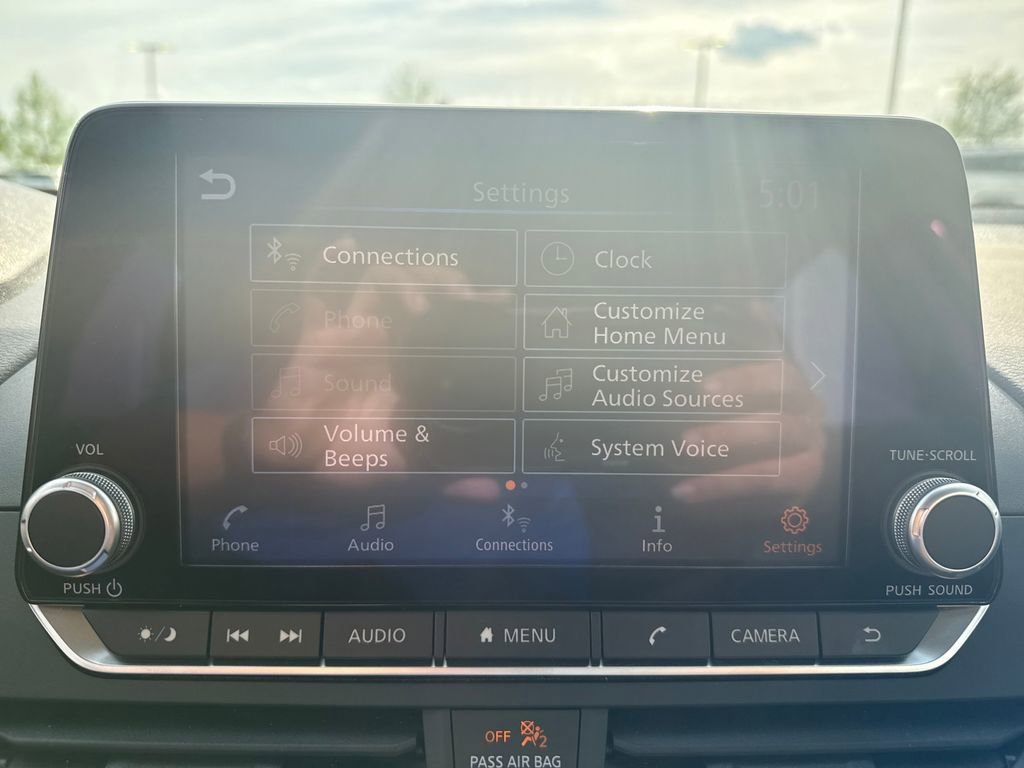 Settings
5:01
Connections
Clock
Phone
Customize
Home Menu
Sound
Customize
Audio Sources
Volume &
Beeps
System Voice
VOL
TUNE·SCROLL
Phone
Audio
Connections
i
Info
Settings
PUSH
PUSH SOUND
AUDIO
MENU
CAMERA
OFF
2
PASS AIR BAG